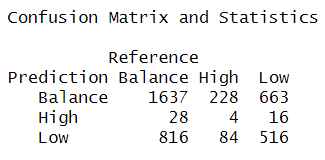 Confusion Matrix and Statistics
Reference
Prediction Balance High Low
Balance 1637 228 663
High 28 4 16
Low 816 84 516